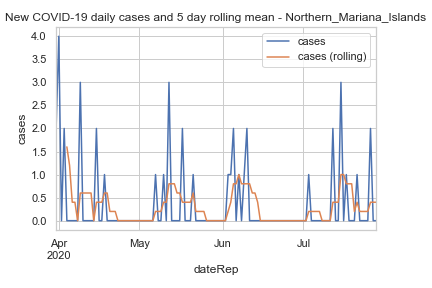 New COVID-19 daily cases and 5 day rolling mean - Northern_Mariana_Islands
cases
cases (rolling)
4.0
3.5
3.0
2.5
2.0
1.5
1.0
0.5
0.0
cases
Apr
2020
May
Jun
Jul
dateRep